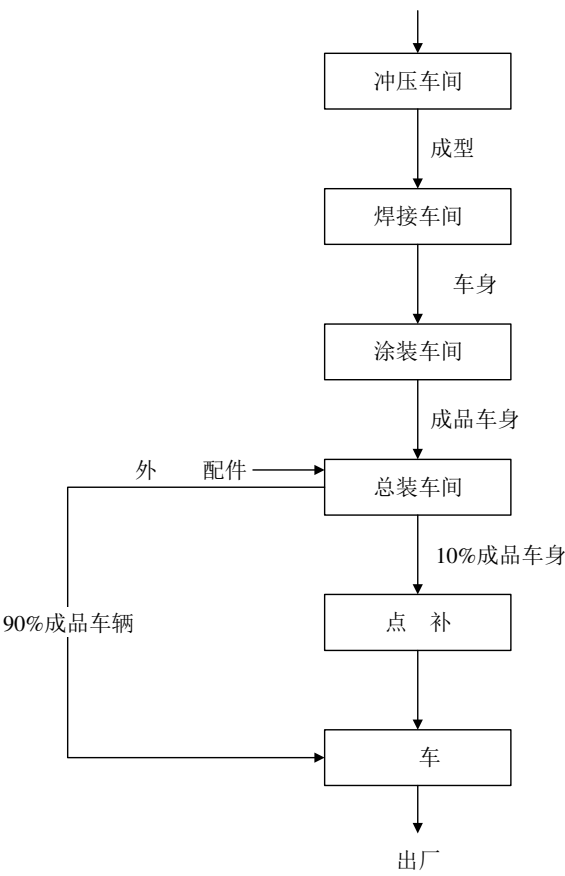 冲压车间
成型
焊接车间
车身
涂装车间
成品车身
外 配件
总装车间
10%成品车身
90%成品车辆
点 补
车
出厂